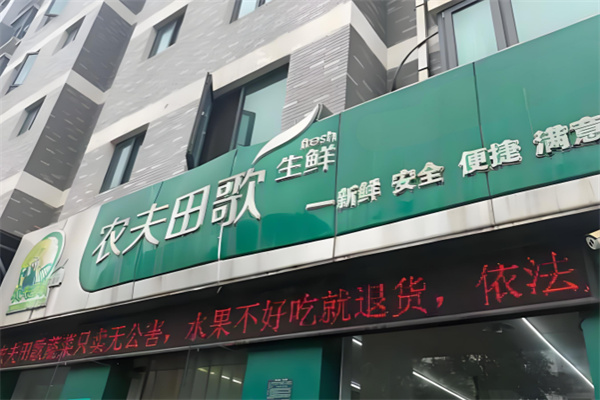 fresh
农夫田歌 生鲜
一新鲜 安全 便捷 满意
农夫田歌蔬菜只卖无公害，水果不好吃就退货，依法